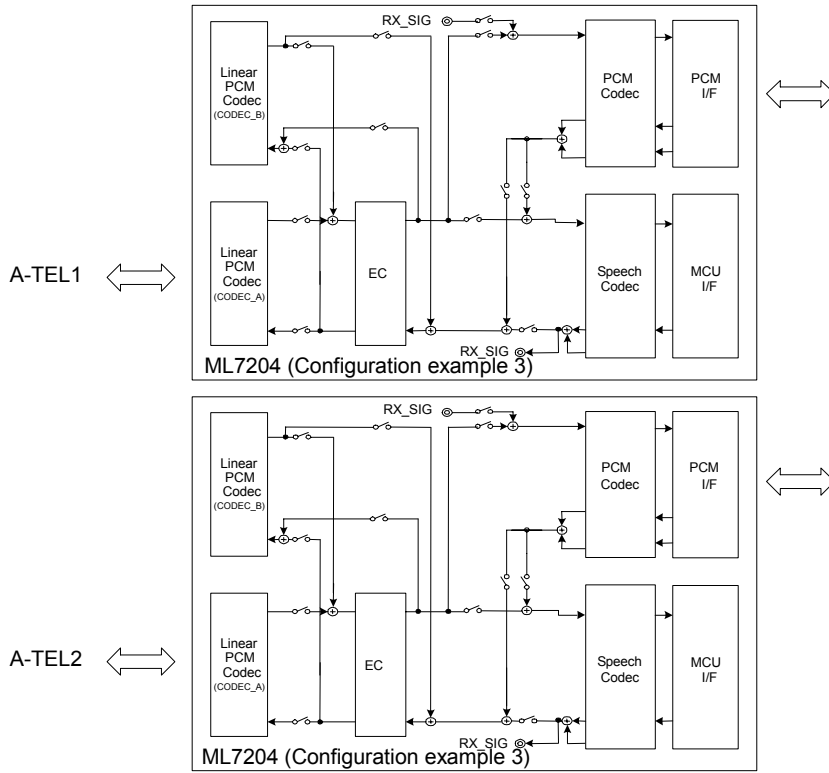 RX_SIG
Linear
PCM
Codec
(CODEC_B)
PCM
Codec
PCM
I/F
A-TEL1
Linear
PCM
Codec
(CODEC_A)
EC
Speech
Codec
MCU
I/F
RX_SIG
ML7204 (Configuration example 3)
RX_SIG
Linear
PCM
Codec
(CODEC_B)
PCM
Codec
PCM
I/F
A-TEL2
Linear
PCM
Codec
(CODEC_A)
EC
Speech
Codec
MCU
I/F
RX_SIG
ML7204 (Configuration example 3)